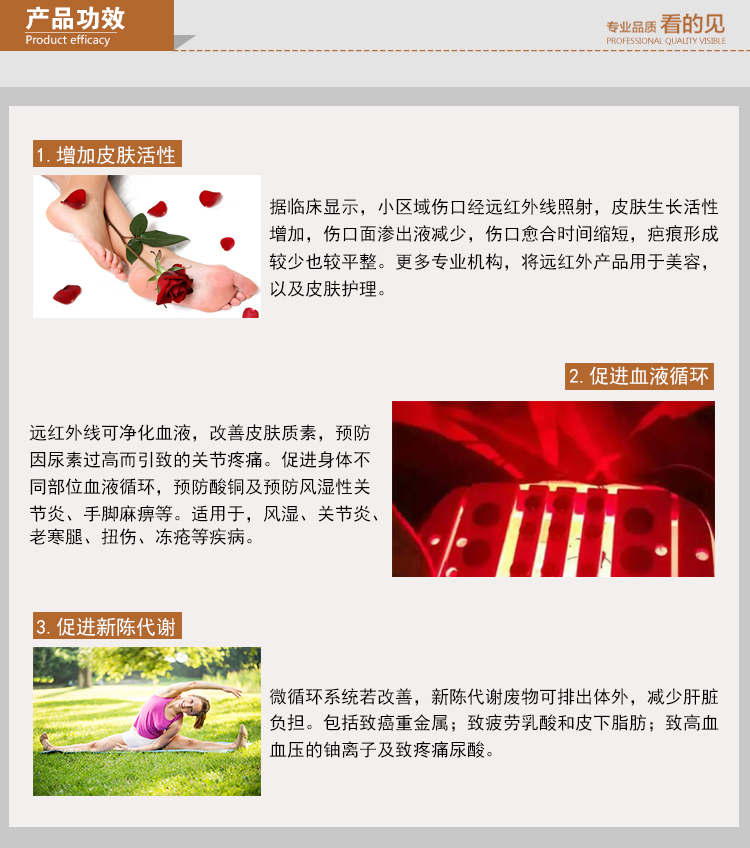 产品功效
Product efficacy
专业品质 看的见
PROFESSIONAL QUALITY VISIBLE
1. 增加皮肤活性
据临床显示，小区域伤口经远红外线照射，皮肤生长活性
增加，伤口面渗出液减少，伤口愈合时间缩短，疤痕形成
较少也较平整。更多专业机构，将远红外产品用于美容，
以及皮肤护理。
2. 促进血液循环
远红外线可净化血液，改善皮肤质素，预防
因尿素过高而引致的关节疼痛。促进身体不
同部位血液循环，预防酸铜及预防风湿性关
节炎、手脚麻痹等。适用于，风湿、关节炎、
老寒腿、扭伤、冻疮等疾病。
3. 促进新陈代谢
微循环系统若改善，新陈代谢废物可排出体外，减少肝脏
负担。包括致癌重金属；致疲劳乳酸和皮下脂肪；致高血
血压的铀离子及致疼痛尿酸。